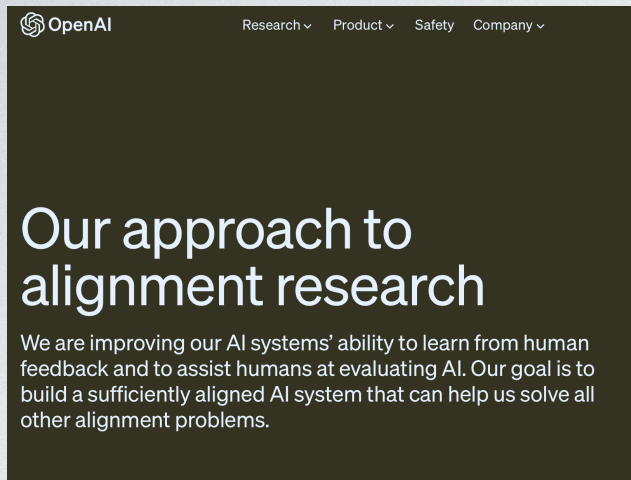 OpenAI Research Product Safety Company
Our approach to
alignment research
We are improving our AI systems’ ability to learn from human
feedback and to assist humans at evaluating AI. Our goal is to
build a sufficiently aligned AI system that can help us solve all
other alignment problems.